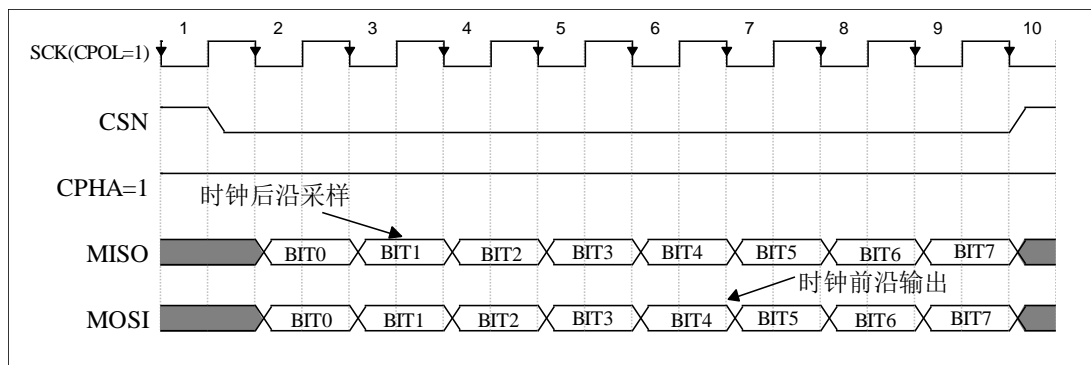 1 2 3 4 5 6 7 8 9 10
SCK(CPOL=1)
CSN
CPHA=1
时钟后沿采样
MISO BIT0 BIT1 BIT2 BIT3 BIT4 BIT5 BIT6 BIT7
时钟前沿输出
MOSI BIT0 BIT1 BIT2 BIT3 BIT4 BIT5 BIT6 BIT7